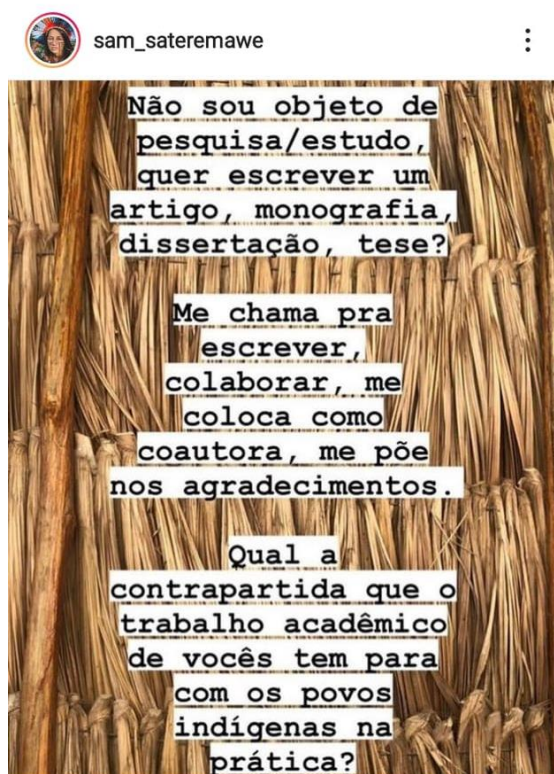 sam_sateremawe
Não sou objeto de
pesquisa/estudo,
quer escrever um
artigo, monografia,
dissertação, tese?
Me chama pra
escrever,
colaborar, me
coloca como
coautora, me põe
nos agradecimentos.
Qual a
contrapartida que o
trabalho acadêmico
de vocês tem para
com os povos
indígenas na
prática?